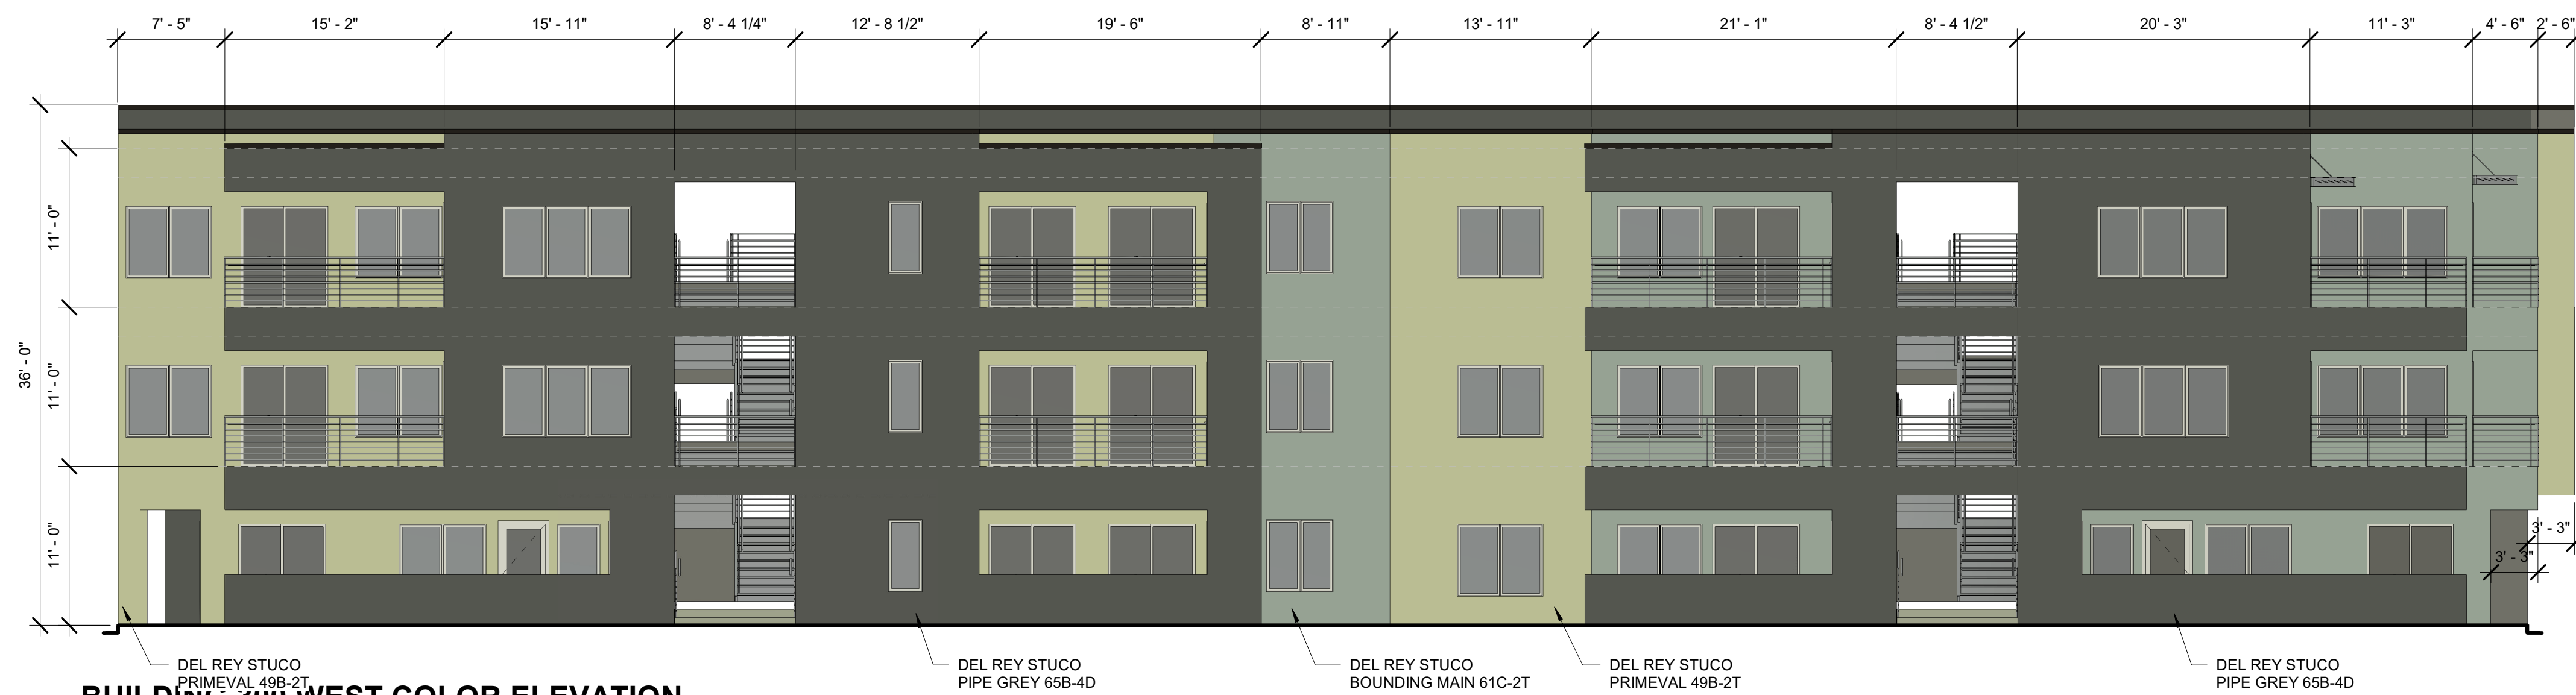 7' - 5" 15' - 2" 15' - 11" 8' - 4 1/4" 12' - 8 1/2" 19' - 6" 8' - 11" 13' - 11" 21' - 1" 8' - 4 1/2" 20' - 3" 11' - 3" 4' - 6" 2' - 6"
11' - 0"
36' - 0"
11' - 0"
11' - 0"
3' - 3"
3' - 3"
DEL REY STUCO
PRIMEVAL 49B-2T
DEL REY STUCO
PIPE GREY 65B-4D
DEL REY STUCO
BOUNDING MAIN 61C-2T
DEL REY STUCO
PRIMEVAL 49B-2T
DEL REY STUCO
PIPE GREY 65B-4D
WEST COLOR ELEVATION